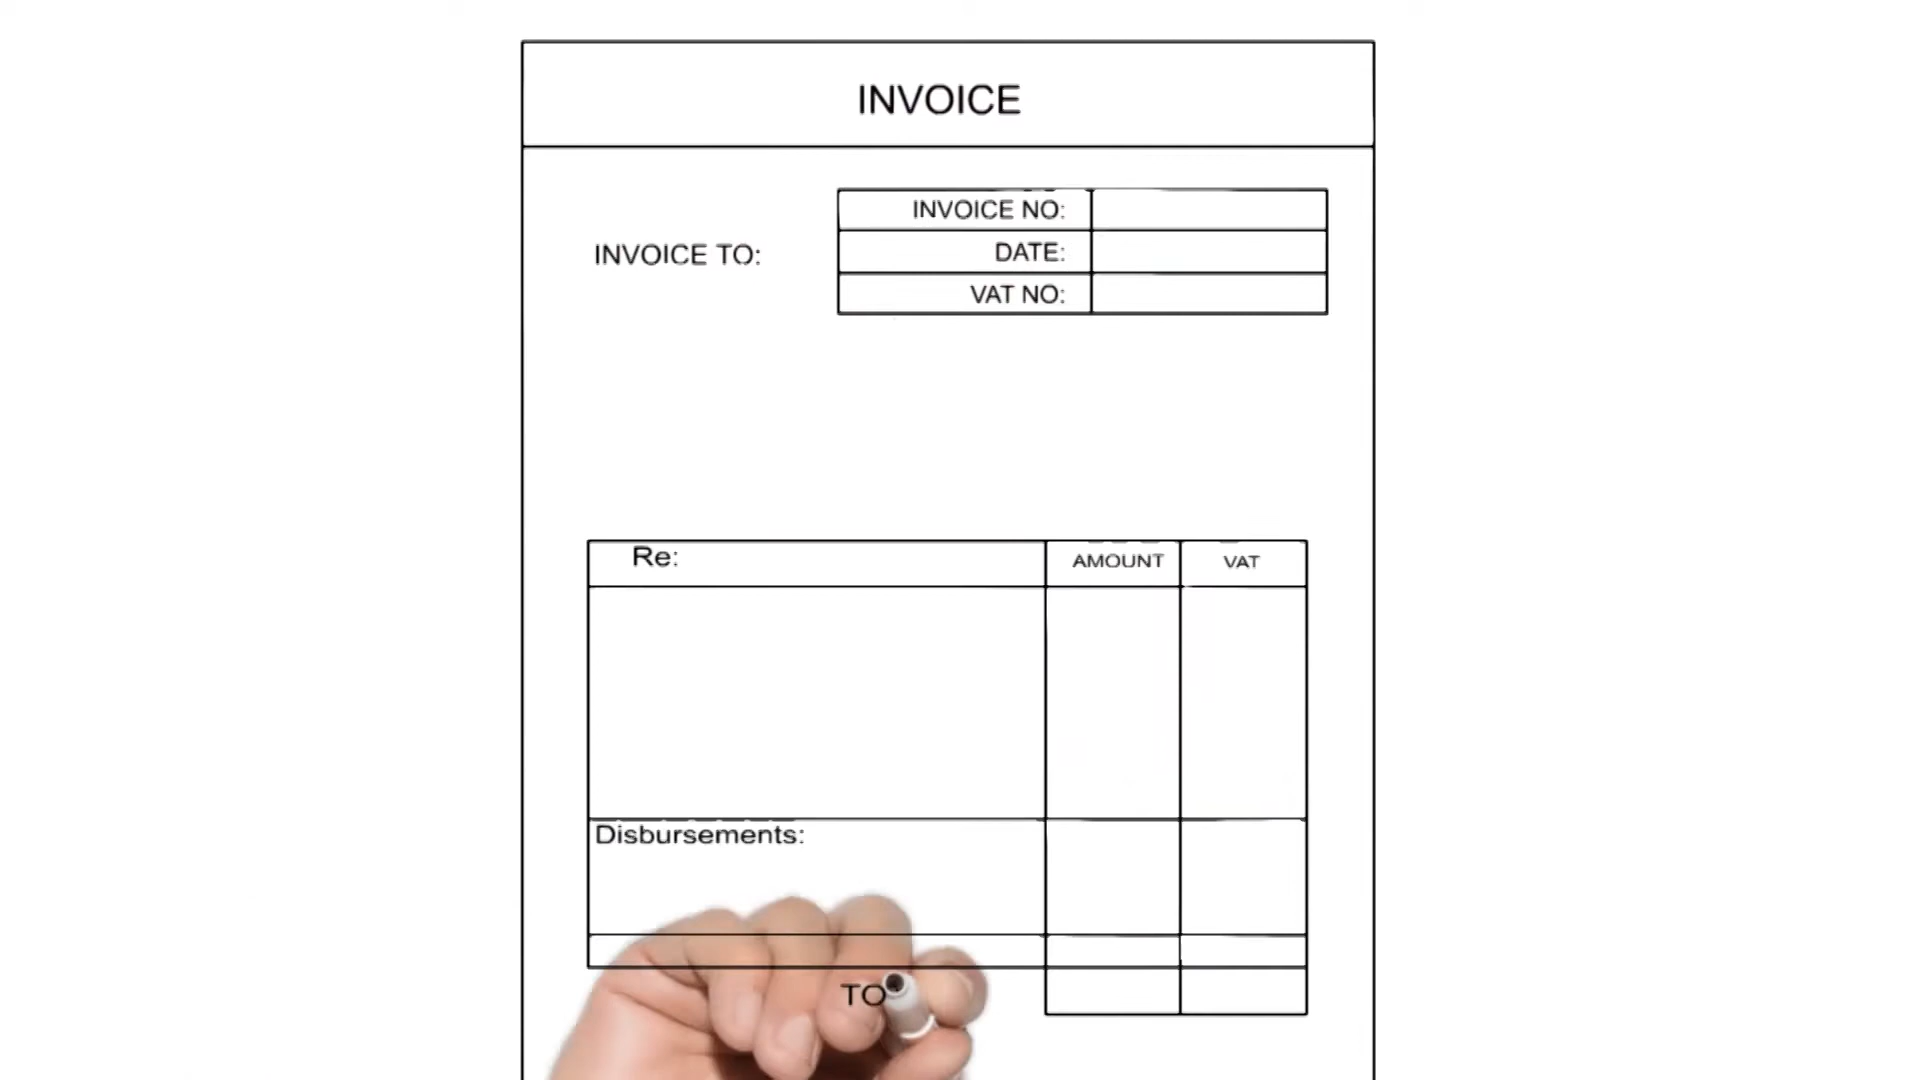 INVOICE
INVOICE NO:
INVOICE TO:
DATE:
VAT NO:
Re:
AMOUNT
VAT
Disbursements:
TO